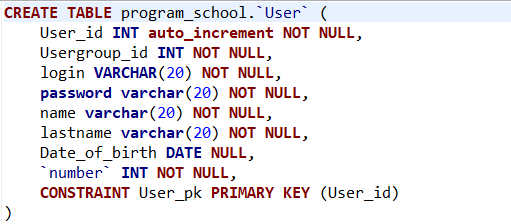 CREATE TABLE program_school.`User` (
    User_id INT auto_increment NOT NULL,
    Usergroup_id INT NOT NULL,
    login VARCHAR(20) NOT NULL,
    password varchar(20) NOT NULL,
    name varchar(20) NOT NULL,
    lastname varchar(20) NOT NULL,
    Date_of_birth DATE NULL,
    `number` INT NOT NULL,
    CONSTRAINT User_pk PRIMARY KEY (User_id)
)